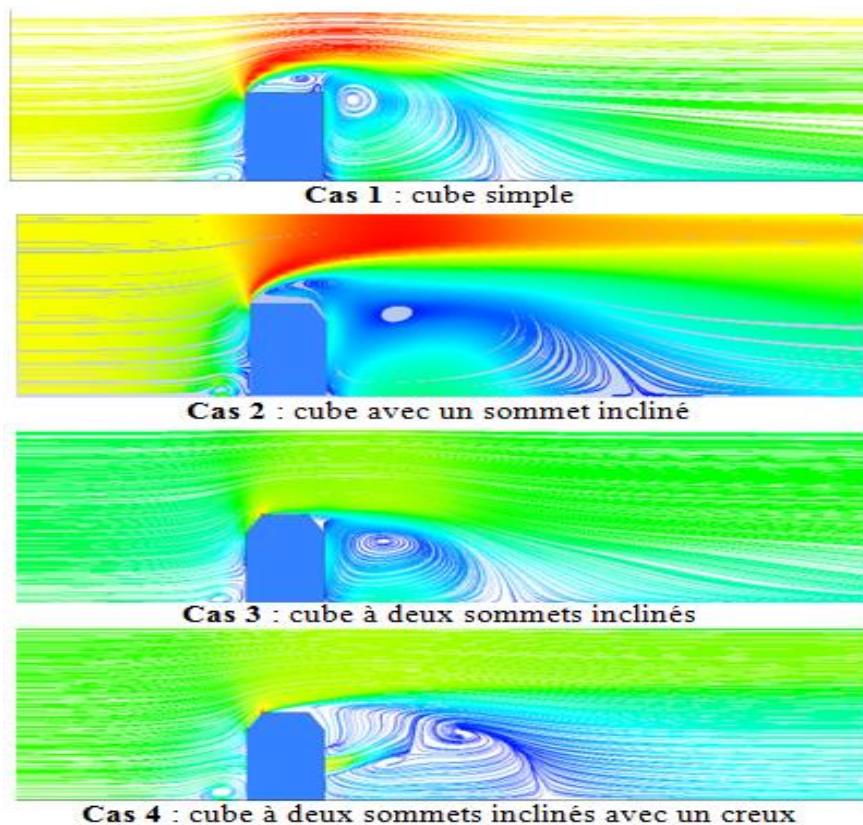 Cas 1 : cube simple
Cas 2 : cube avec un sommet incliné
Cas 3 : cube à deux sommets inclinés
Cas 4 : cube à deux sommets inclinés avec un creux